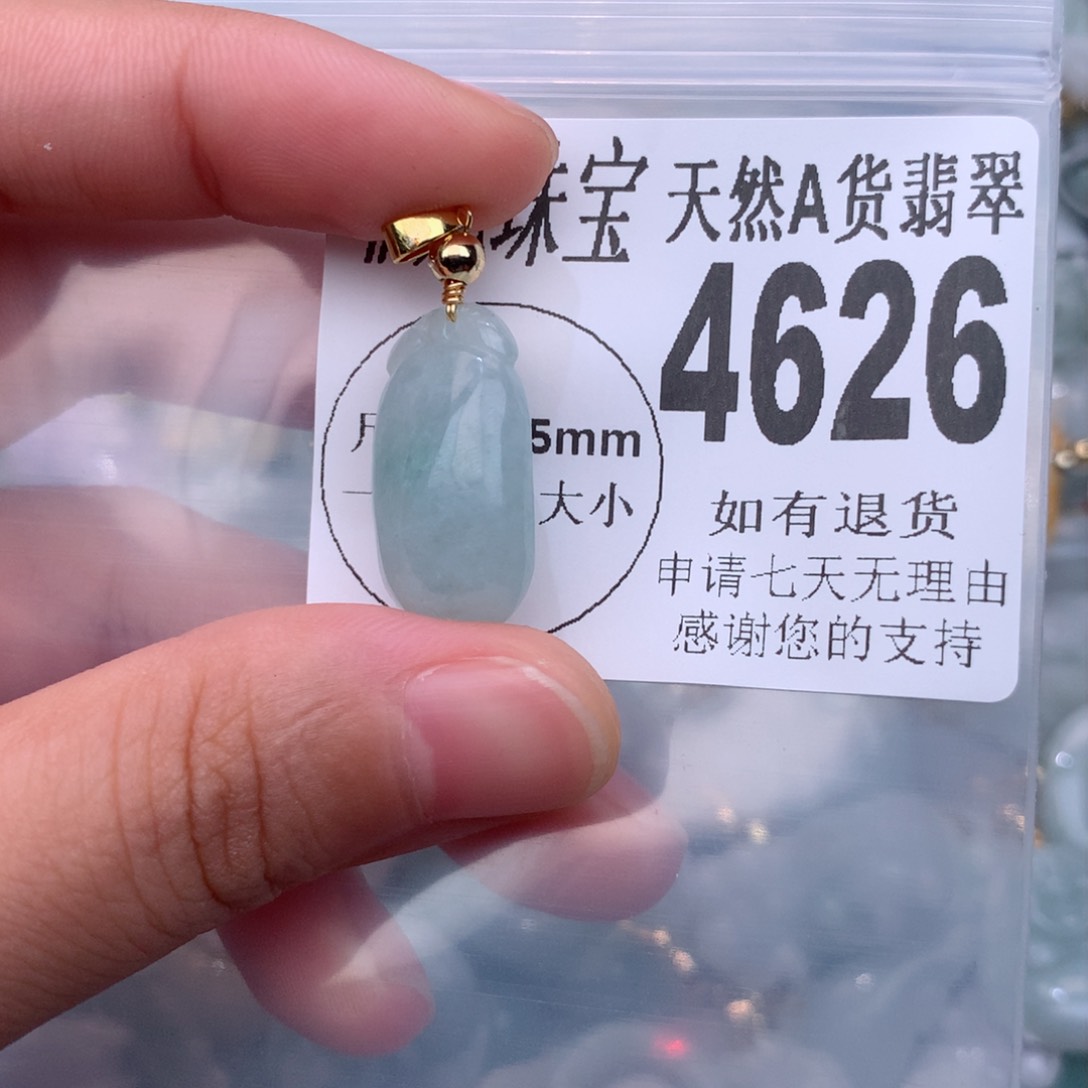 珠宝 天然A货翡翠
4626
5mm
大小
如有退货
申请七天无理由
感谢您的支持